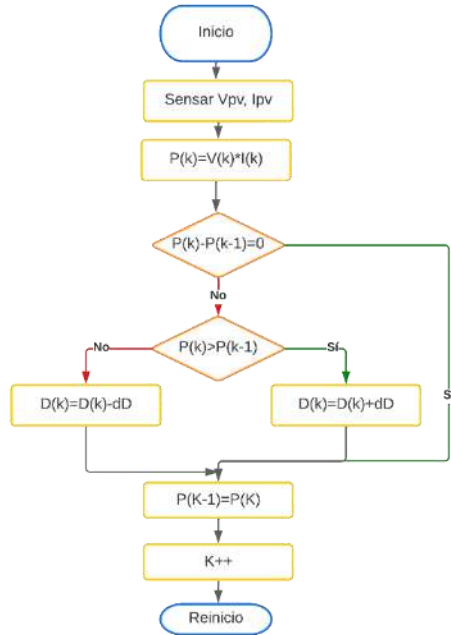 Inicio
Sensar Vpv, Ipv
P(k)=V(k)*I(k)
P(k)-P(k-1)=0
No
P(k)>P(k-1)
No
Sí
S
D(k)=D(k)-dD
D(k)=D(k)+dD
P(K-1)=P(K)
K++
Reinicio